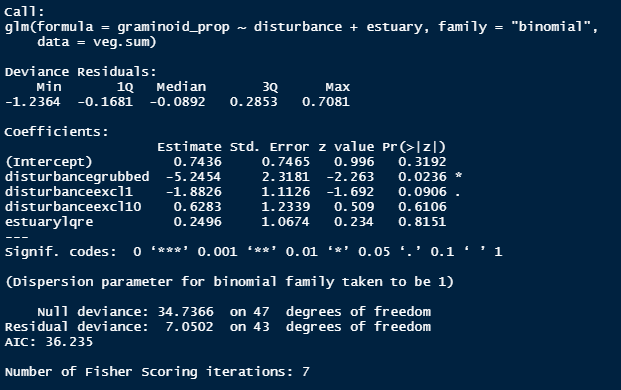 Call:
glm(formula = graminoid_prop ~ disturbance + estuary, family = "binomial",
    data = veg.sum)
Deviance Residuals:
    Min       1Q   Median       3Q      Max
-1.2364  -0.1681  -0.0892   0.2853   0.7081
Coefficients:
                   Estimate Std. Error z value Pr(>|z|)
(Intercept)          0.7436     0.7465   0.996   0.3192
disturbancegrubbed  -5.2454     2.3181  -2.263   0.0236 *
disturbanceexcl1    -1.8826     1.1126  -1.692   0.0906 .
disturbanceexcl10    0.6283     1.2339   0.509   0.6106
estuarylqre          0.2496     1.0674   0.234   0.8151
---
Signif. codes:  0 ‘***’ 0.001 ‘**’ 0.01 ‘*’ 0.05 ‘.’ 0.1 ‘ ’ 1
(Dispersion parameter for binomial family taken to be 1)
    Null deviance: 34.7366  on 47  degrees of freedom
Residual deviance:  7.0502  on 43  degrees of freedom
AIC: 36.235
Number of Fisher Scoring iterations: 7